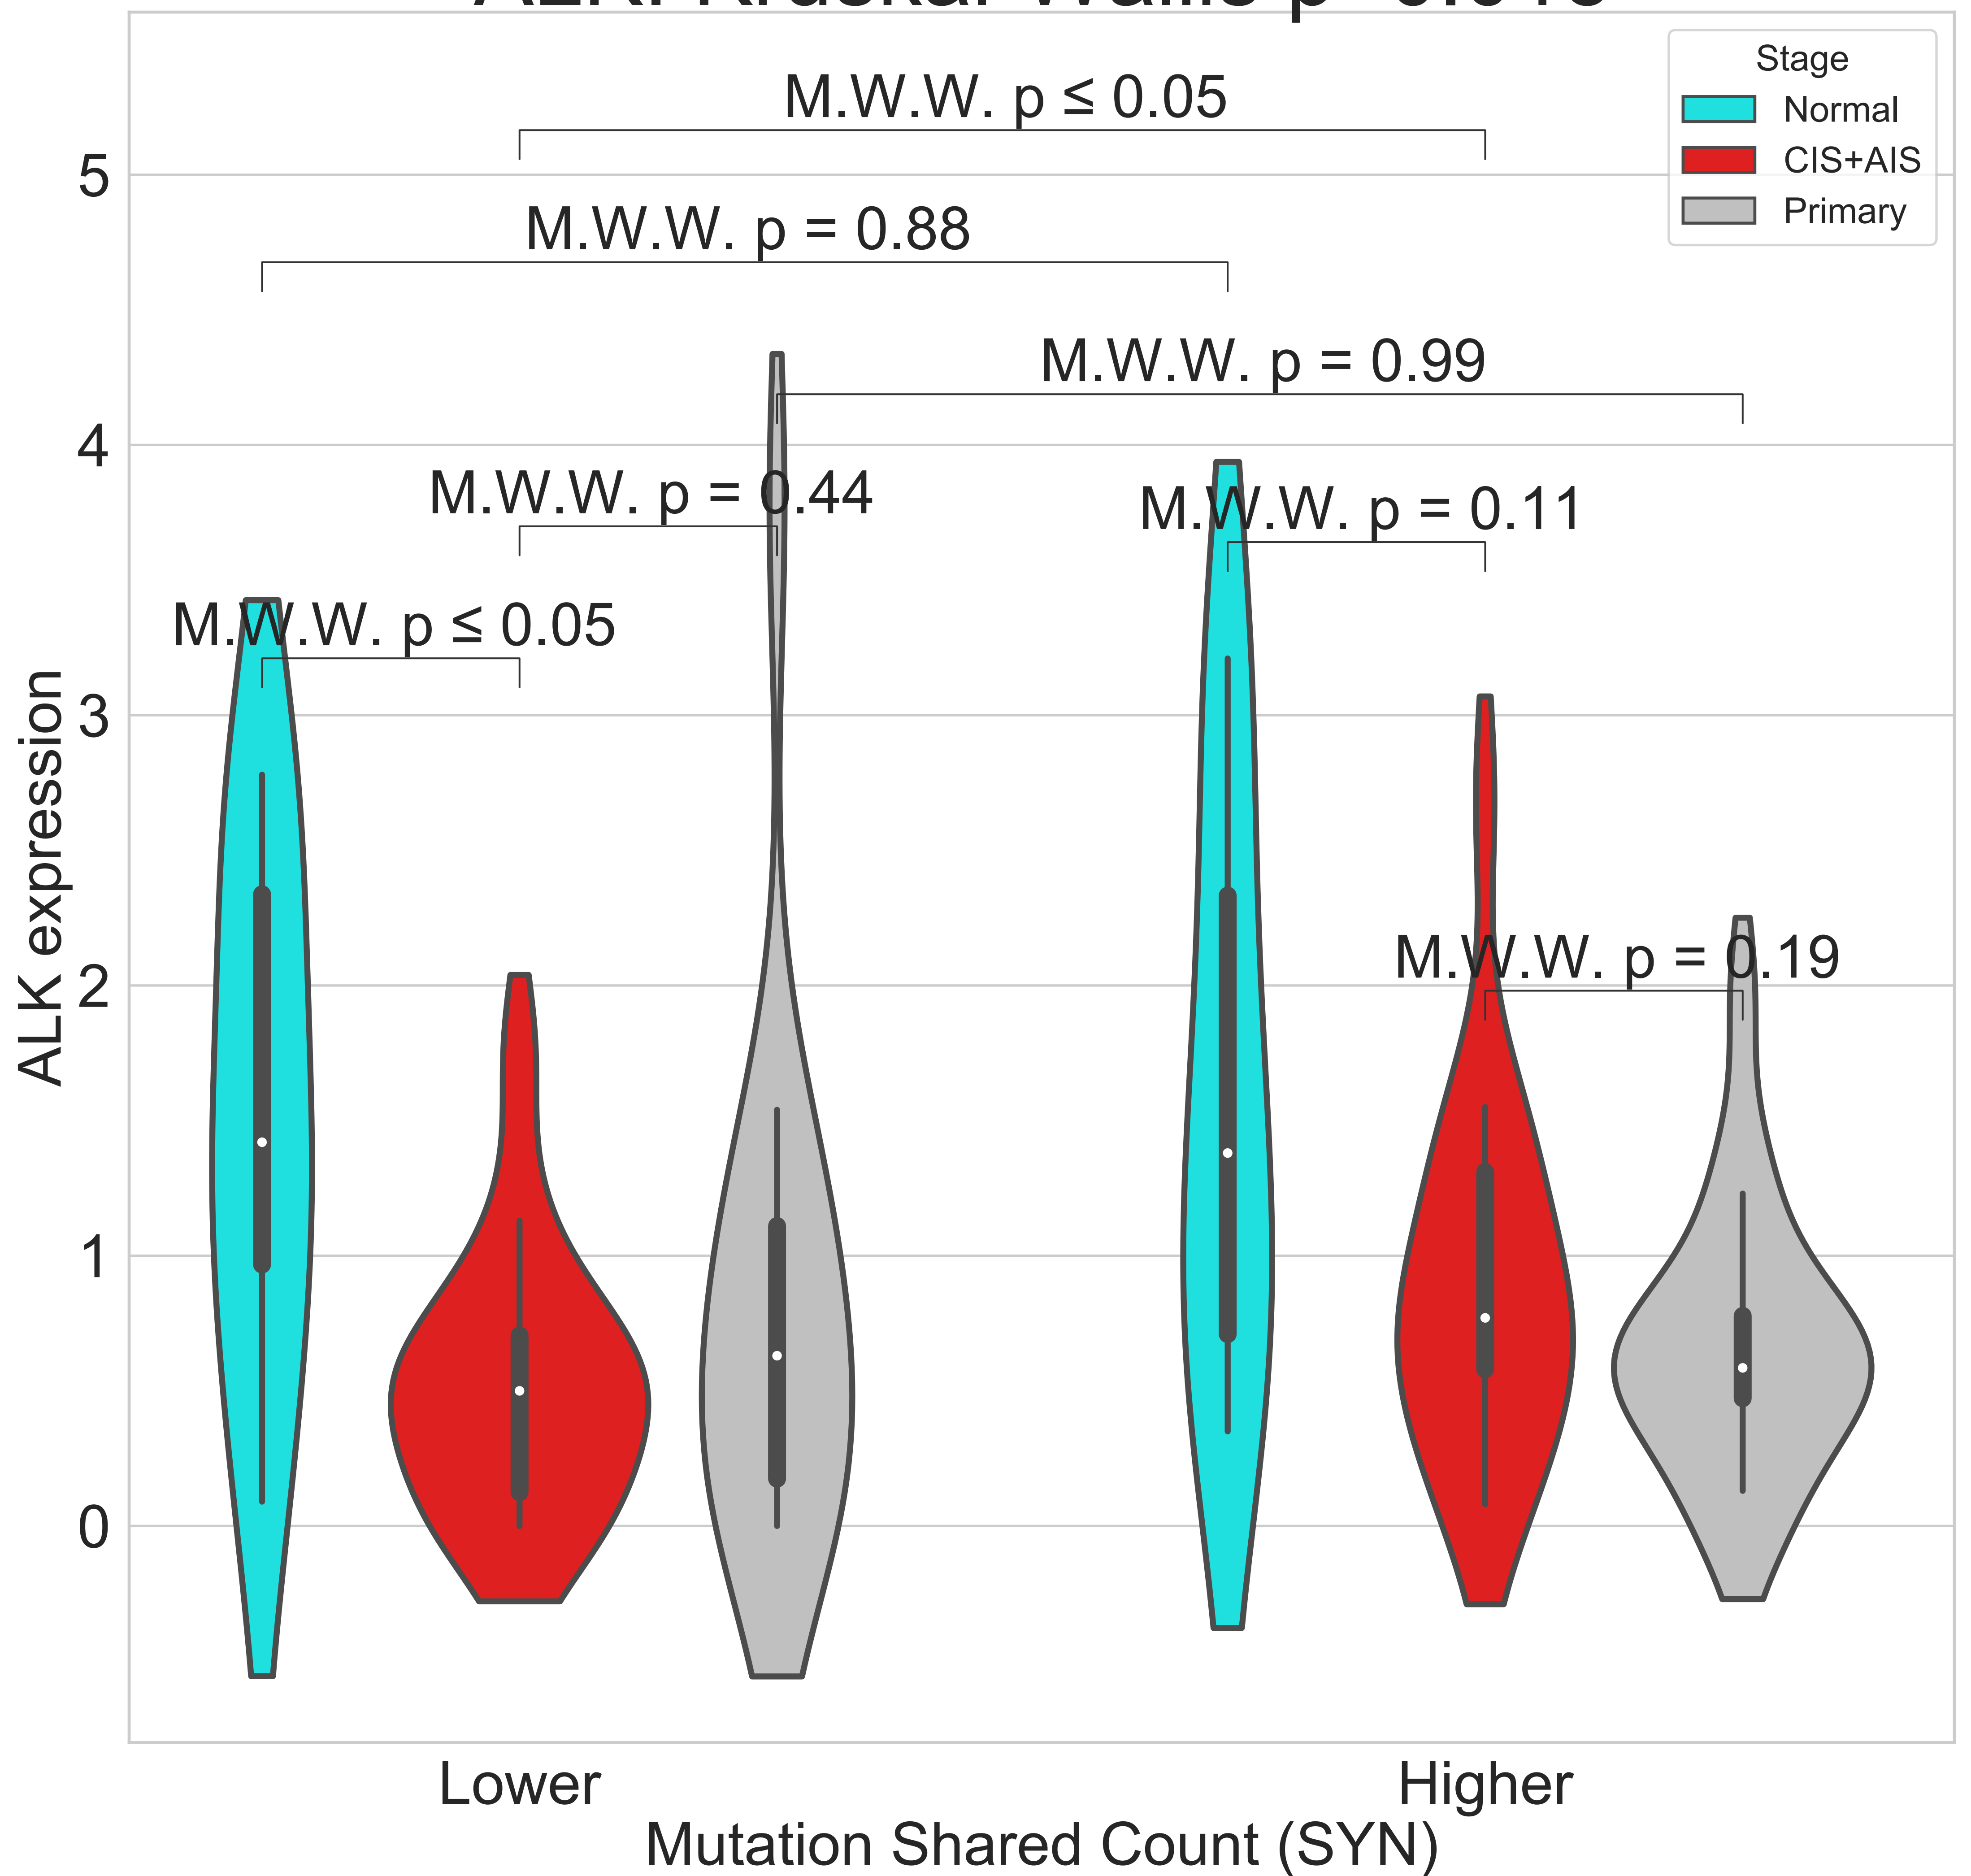 Stage
Normal
CIS+AIS
Primary
M.W.W. p ≤ 0.05
M.W.W. p = 0.88
M.W.W. p = 0.99
M.W.W. p = 0.44
M.W.W. p = 0.11
M.W.W. p ≤ 0.05
M.W.W. p = 0.19
ALK expression
5
4
3
2
1
0
Lower
Higher
Mutation Shared Count (SYN)